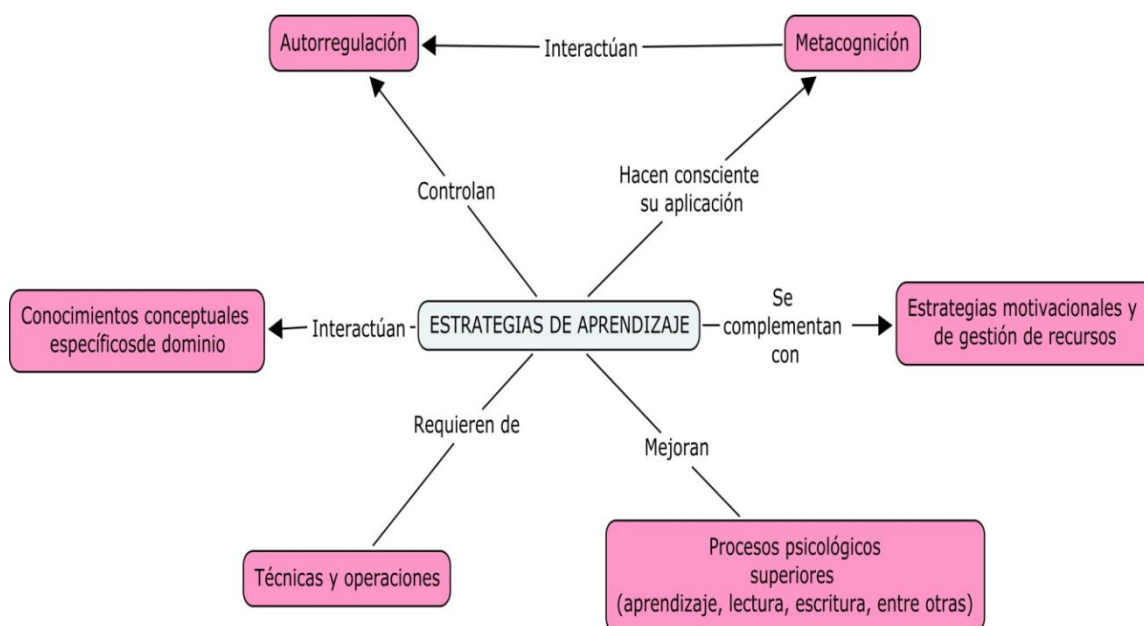 Autorregulación
Interactúan
Metacognición
Controlan
Hacen consciente
su aplicación
Conocimientos conceptuales
específicosde dominio
Interactúan
ESTRATEGIAS DE APRENDIZAJE
Se
complementan
con
Estrategias motivacionales y
de gestión de recursos
Requieren de
Mejoran
Técnicas y operaciones
Procesos psicológicos
superiores
(aprendizaje, lectura, escritura, entre otras)